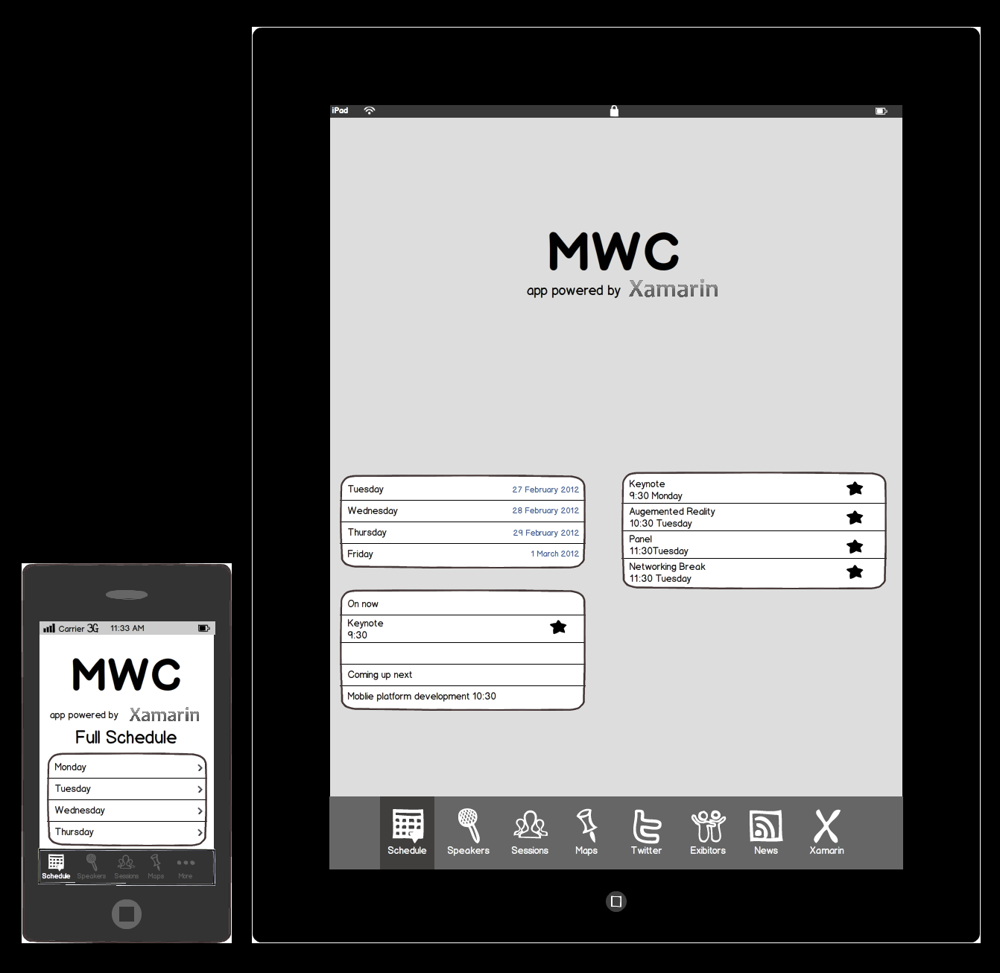 iPad
MWC
app powered by Xamarin
Tuesday 27 February 2012
Wednesday 28 February 2012
Thursday 29 February 2012
Friday 1 March 2012
Keynote
9:30 Monday
Augemented Reality
10:30 Tuesday
Panel
11:30Tuesday
Networking Break
11:30 Tuesday
On now
Keynote
9:30
Coming up next
Moblie platform development 10:30
Schedule Speakers Sessions Maps Twitter Exibitors News Xamarin
Carrier 3G 11:33 AM
MWC
app powered by Xamarin
Full Schedule
Monday
Tuesday
Wednesday
Thursday
Schedule Speakers Sessions Maps More